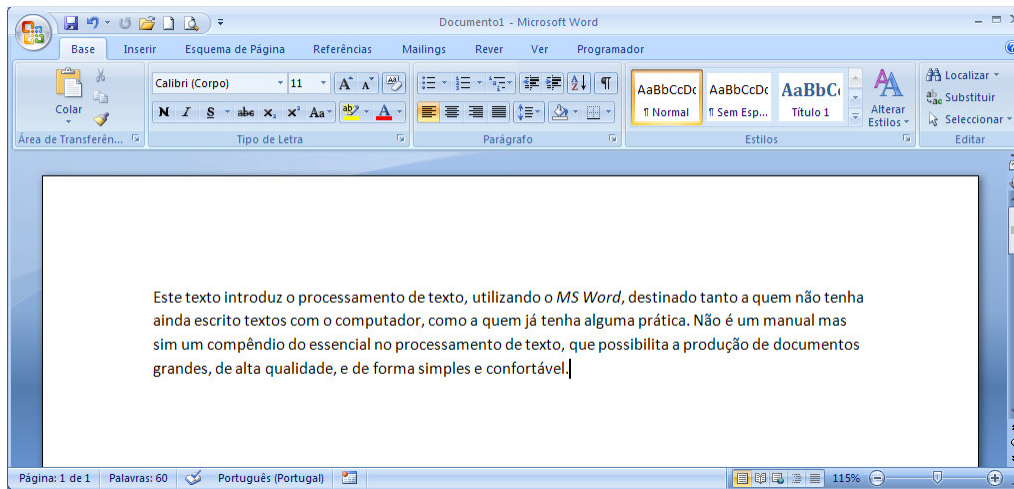 Documento1 - Microsoft Word
Base Inserir Esquema de Página Referências Mailings Rever Ver Programador
Colar
Calibri (Corpo) 11
N I S abc x₂ x² Aa
AaBbCcDc AaBbCcDc AaBbC
¶ Normal ¶ Sem Esp... Título 1
Alterar Estilos
Localizar
Substituir
Seleccionar
Área de Transferên... Tipo de Letra Parágrafo Estilos Editar
Este texto introduz o processamento de texto, utilizando o MS Word, destinado tanto a quem não tenha
ainda escrito textos com o computador, como a quem já tenha alguma prática. Não é um manual mas
sim um compêndio do essencial no processamento de texto, que possibilita a produção de documentos
grandes, de alta qualidade, e de forma simples e confortável.
Página: 1 de 1 Palavras: 60 Português (Portugal) 115%